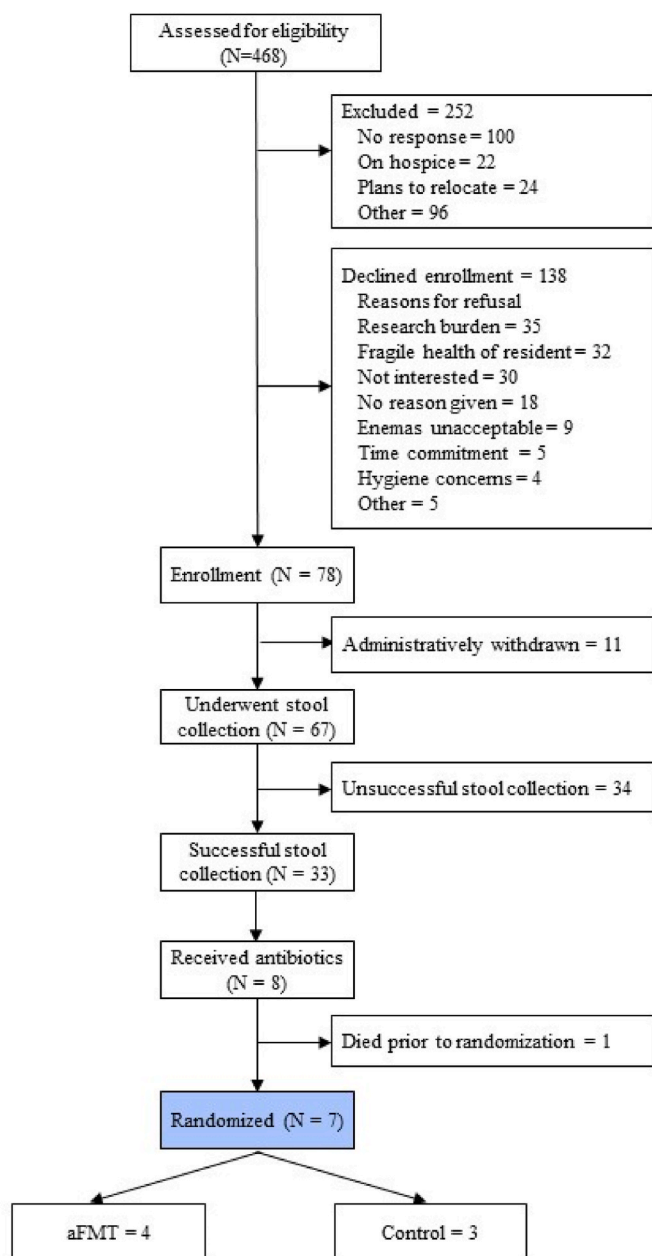 Assessed for eligibility
(N=468)
Excluded = 252
No response = 100
On hospice = 22
Plans to relocate = 24
Other = 96
Declined enrollment = 138
Reasons for refusal
Research burden = 35
Fragile health of resident = 32
Not interested = 30
No reason given = 18
Enemas unacceptable = 9
Time commitment = 5
Hygiene concerns = 4
Other = 5
Enrollment (N = 78)
Administratively withdrawn = 11
Underwent stool
collection (N = 67)
Unsuccessful stool collection = 34
Successful stool
collection (N = 33)
Received antibiotics
(N = 8)
Died prior to randomization = 1
Randomized (N = 7)
aFMT = 4
Control = 3